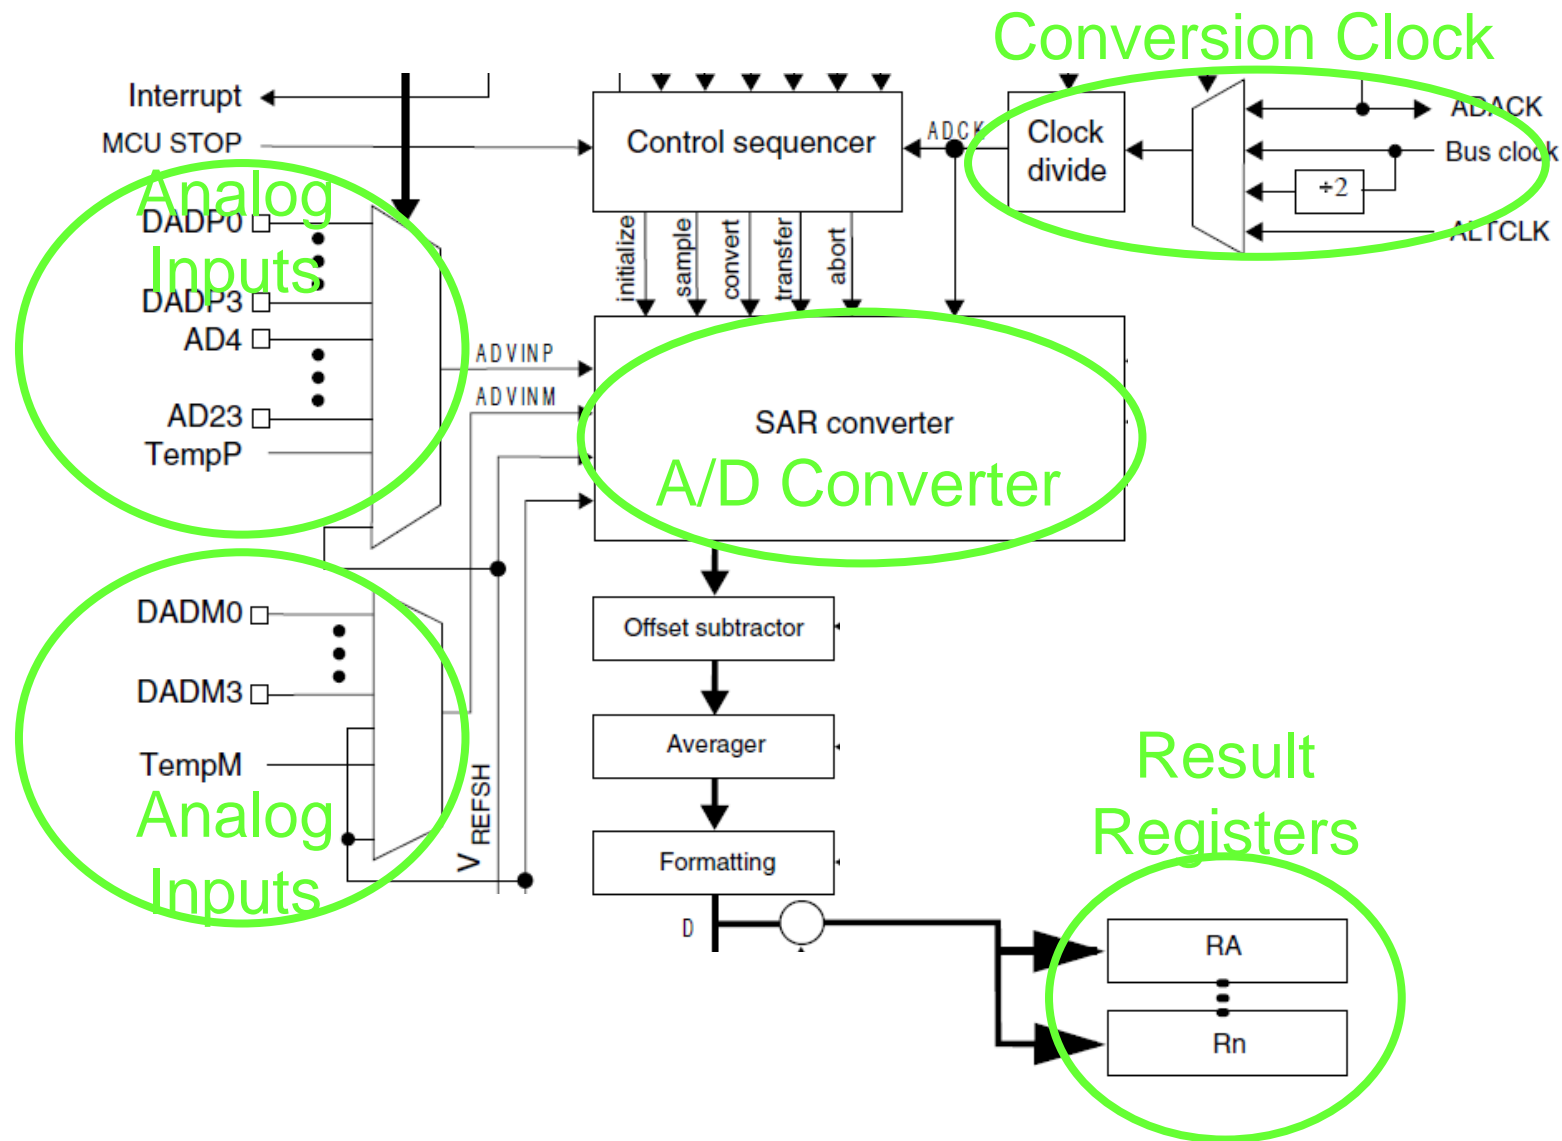 Conversion Clock
Interrupt
MCU STOP
Control sequencer
ADCK
Clock
divide
ADACK
Bus clock
÷2
ALTCLK
Analog
Inputs
DADP0
DADP3
AD4
AD23
TempP
initialize
sample
convert
transfer
abort
ADVINP
ADVINM
SAR converter
A/D Converter
DADM0
DADM3
TempM
Analog
Inputs
VREFSH
Offset subtractor
Averager
Formatting
D
Result
Registers
RA
Rn